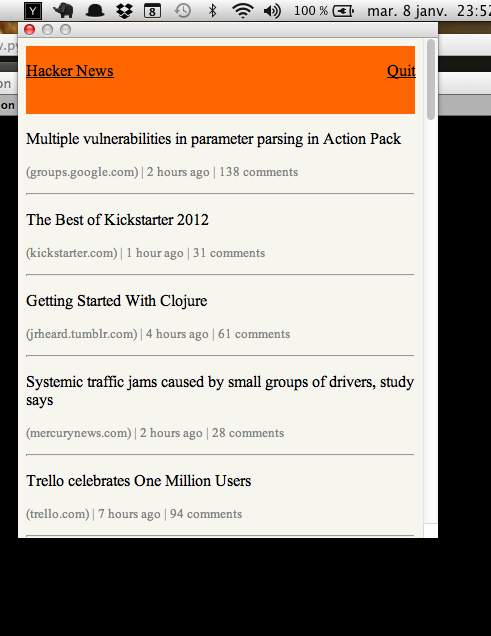 Y 8 100 % mar. 8 janv. 23:52
y.py
on
on
Hacker News Quit
Multiple vulnerabilities in parameter parsing in Action Pack
(groups.google.com) | 2 hours ago | 138 comments
The Best of Kickstarter 2012
(kickstarter.com) | 1 hour ago | 31 comments
Getting Started With Clojure
(jrheard.tumblr.com) | 4 hours ago | 61 comments
Systemic traffic jams caused by small groups of drivers, study
says
(mercurynews.com) | 2 hours ago | 28 comments
Trello celebrates One Million Users
(trello.com) | 7 hours ago | 94 comments